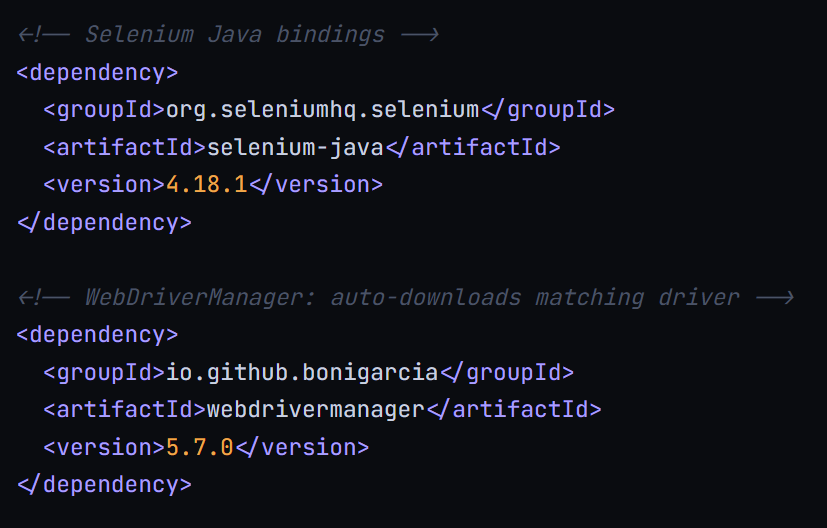 <!-- Selenium Java bindings -->
<dependency>
  <groupId>org.seleniumhq.selenium</groupId>
  <artifactId>selenium-java</artifactId>
  <version>4.18.1</version>
</dependency>

<!-- WebDriverManager: auto-downloads matching driver -->
<dependency>
  <groupId>io.github.bonigarcia</groupId>
  <artifactId>webdrivermanager</artifactId>
  <version>5.7.0</version>
</dependency>